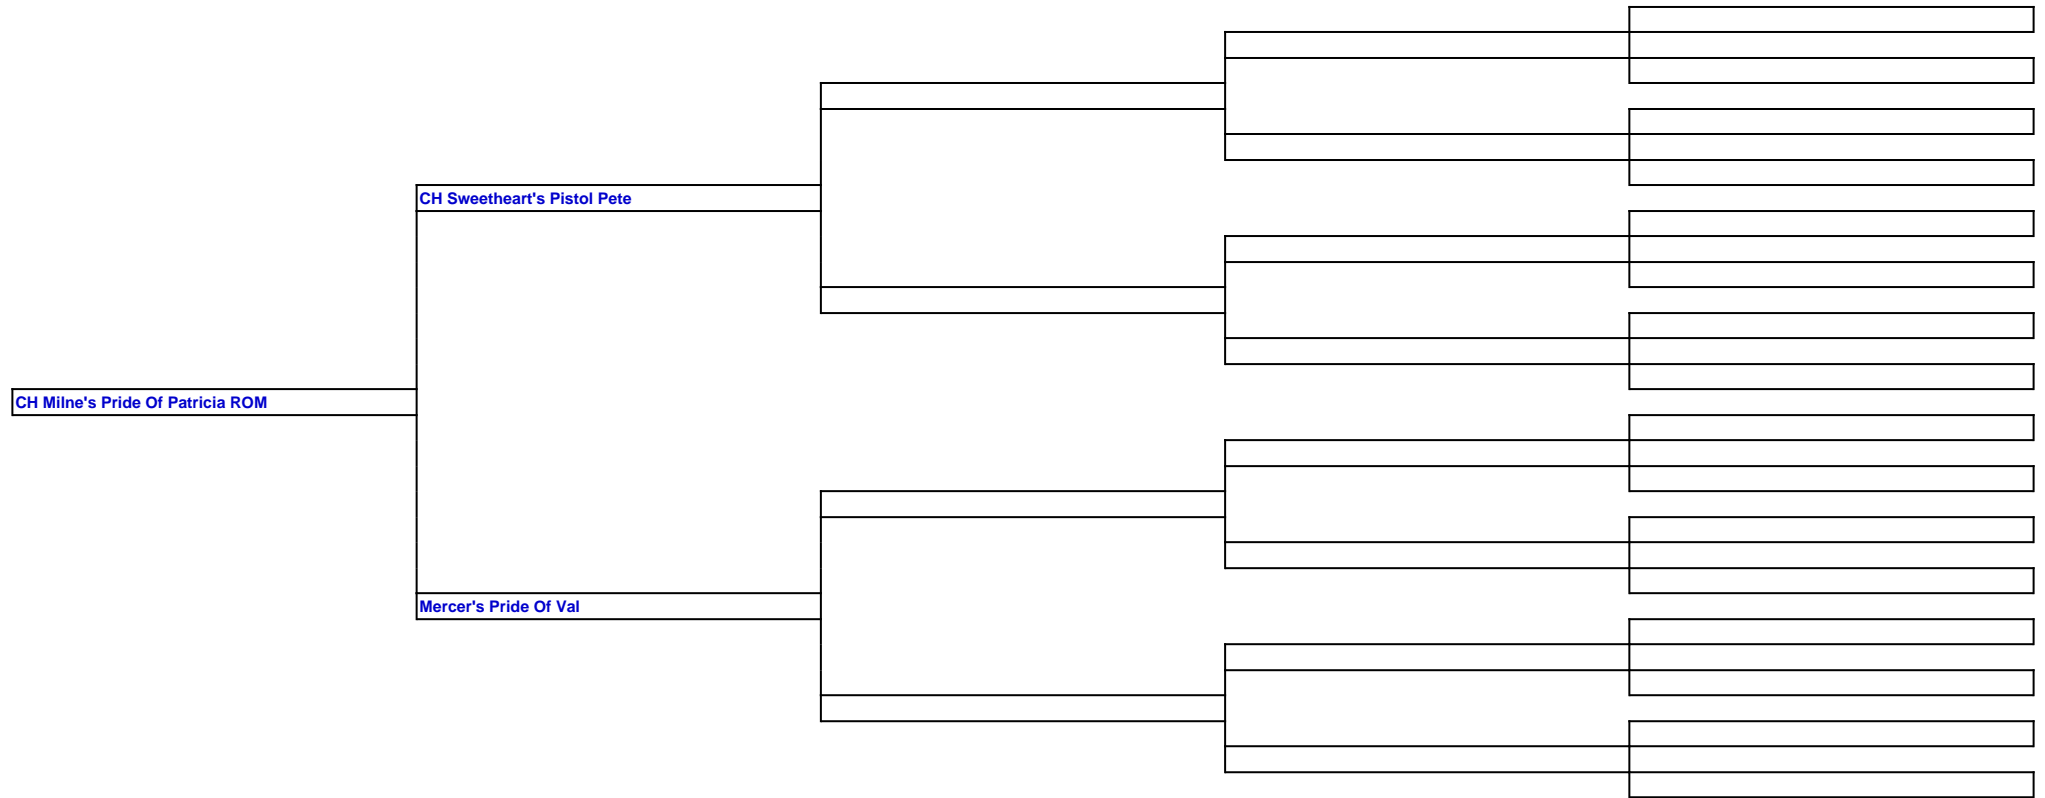 CH Sweetheart's Pistol Pete
CH Milne's Pride Of Patricia ROM
Mercer's Pride Of Val